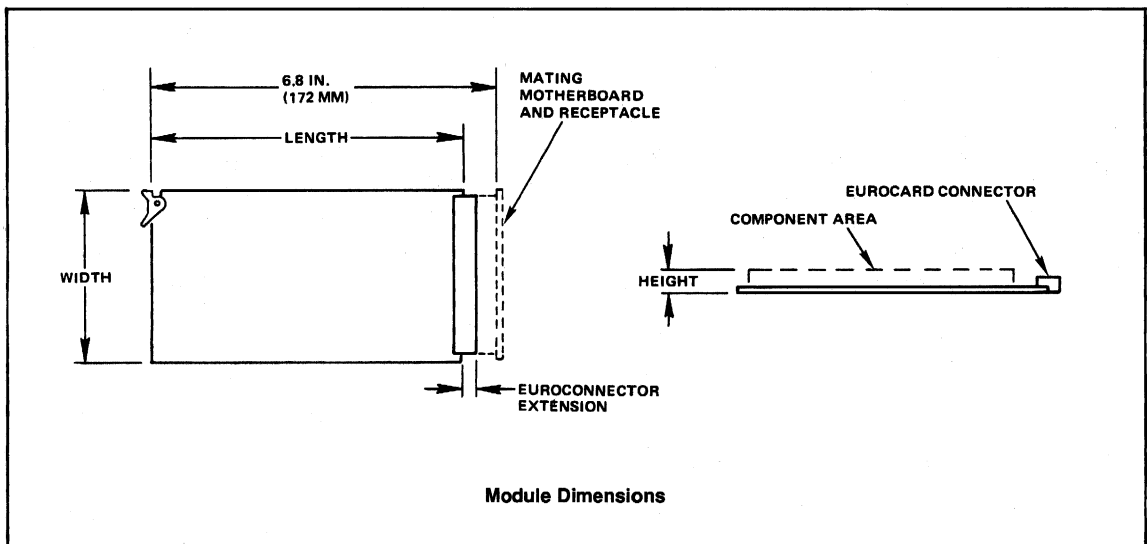 6.8 IN.
(172 MM)
LENGTH
MATING
MOTHERBOARD
AND RECEPTACLE
WIDTH
EUROCONNECTOR
EXTENSION
EUROCARD CONNECTOR
COMPONENT AREA
HEIGHT
Module Dimensions